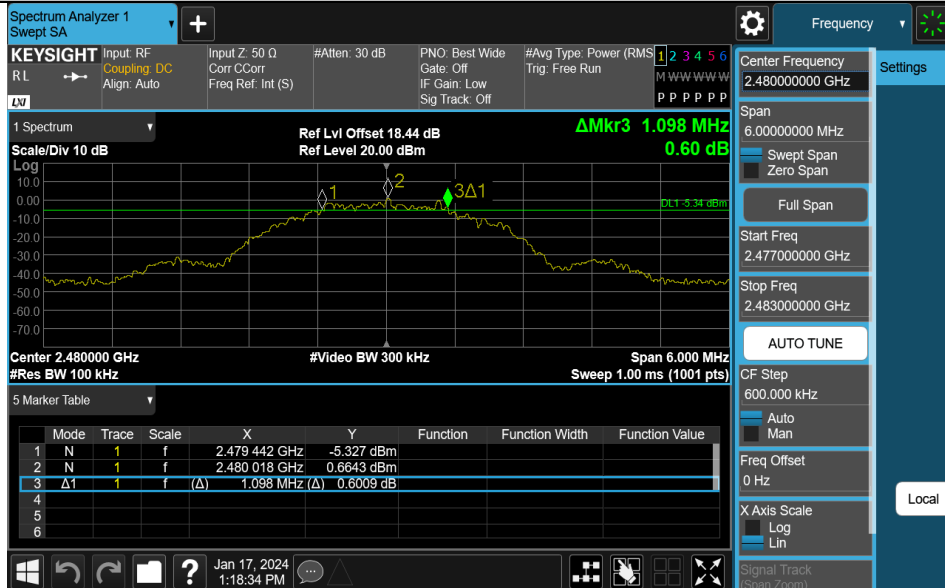 Spectrum Analyzer 1
Swept SA
+
Frequency
KEYSIGHT
R L
LXI
Input: RF
Coupling: DC
Align: Auto
Input Z: 50 Ω
Corr CCorr
Freq Ref: Int (S)
#Atten: 30 dB
PNO: Best Wide
Gate: Off
IF Gain: Low
Sig Track: Off
#Avg Type: Power (RMS
Trig: Free Run
1 2 3 4 5 6
M W W W W W
P P P P P P
1 Spectrum
Scale/Div 10 dB
Ref Lvl Offset 18.44 dB
Ref Level 20.00 dBm
ΔMkr3 1.098 MHz
0.60 dB
Log
10.0
0.00
-10.0
-20.0
-30.0
-40.0
-50.0
-60.0
-70.0
1
2
3Δ1
DL1 -5.34 dBm
Center 2.480000 GHz
#Video BW 300 kHz
Span 6.000 MHz
#Res BW 100 kHz
Sweep 1.00 ms (1001 pts)
5 Marker Table
Mode Trace Scale X Y Function Function Width Function Value
1 N 1 f 2.479 442 GHz -5.327 dBm
2 N 1 f 2.480 018 GHz 0.6643 dBm
3 Δ1 1 f (Δ) 1.098 MHz (Δ) 0.6009 dB
4
5
6
Jan 17, 2024
1:18:34 PM
?
Center Frequency
2.480000000 GHz
Settings
Span
6.00000000 MHz
Swept Span
Zero Span
Full Span
Start Freq
2.477000000 GHz
Stop Freq
2.483000000 GHz
AUTO TUNE
CF Step
600.000 kHz
Auto
Man
Freq Offset
0 Hz
Local
X Axis Scale
Log
Lin
Signal Track
(Span Zoom)